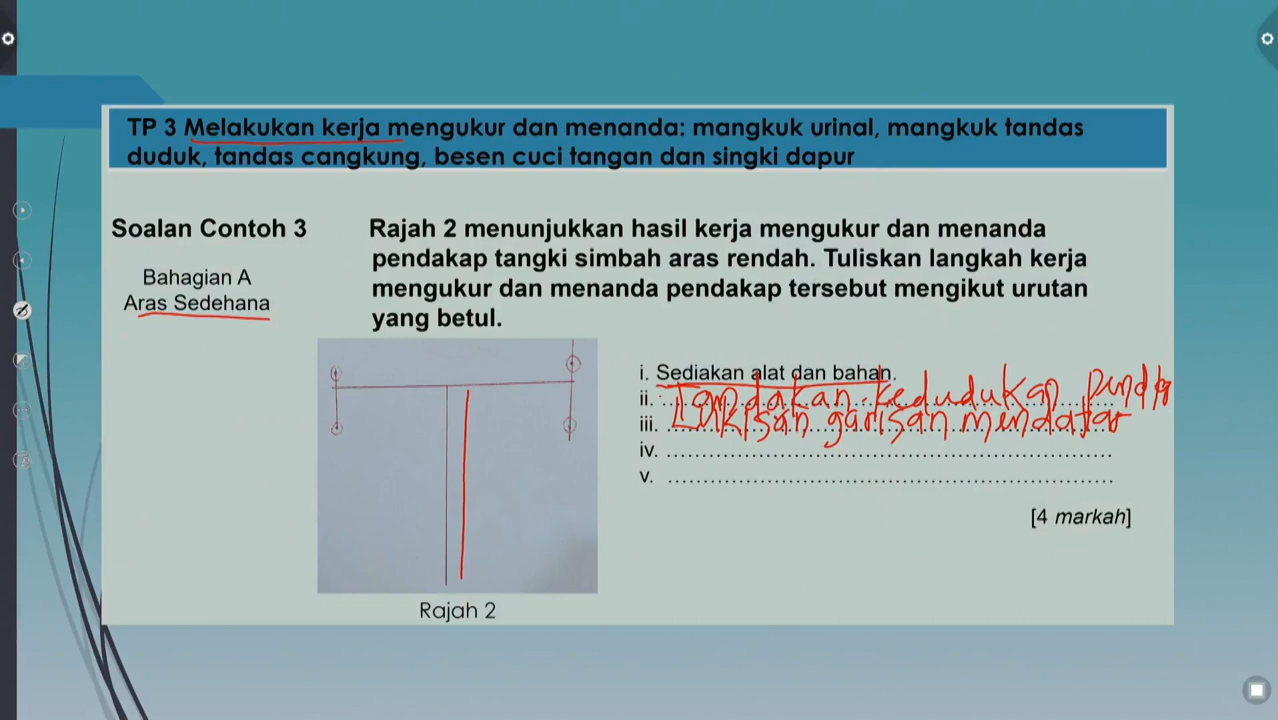 TP 3 Melakukan kerja mengukur dan menanda: mangkuk urinal, mangkuk tandas
duduk, tandas cangkung, besen cuci tangan dan singki dapur
Soalan Contoh 3
Bahagian A
Aras Sedehana
Rajah 2 menunjukkan hasil kerja mengukur dan menanda
pendakap tangki simbah aras rendah. Tuliskan langkah kerja
mengukur dan menanda pendakap tersebut mengikut urutan
yang betul.
i. Sediakan alat dan bahan.
ii. Tandakan kedudukan
iii. Lukisan garisan mendatar
iv. ........................................................................
v. ........................................................................
[4 markah]
Rajah 2